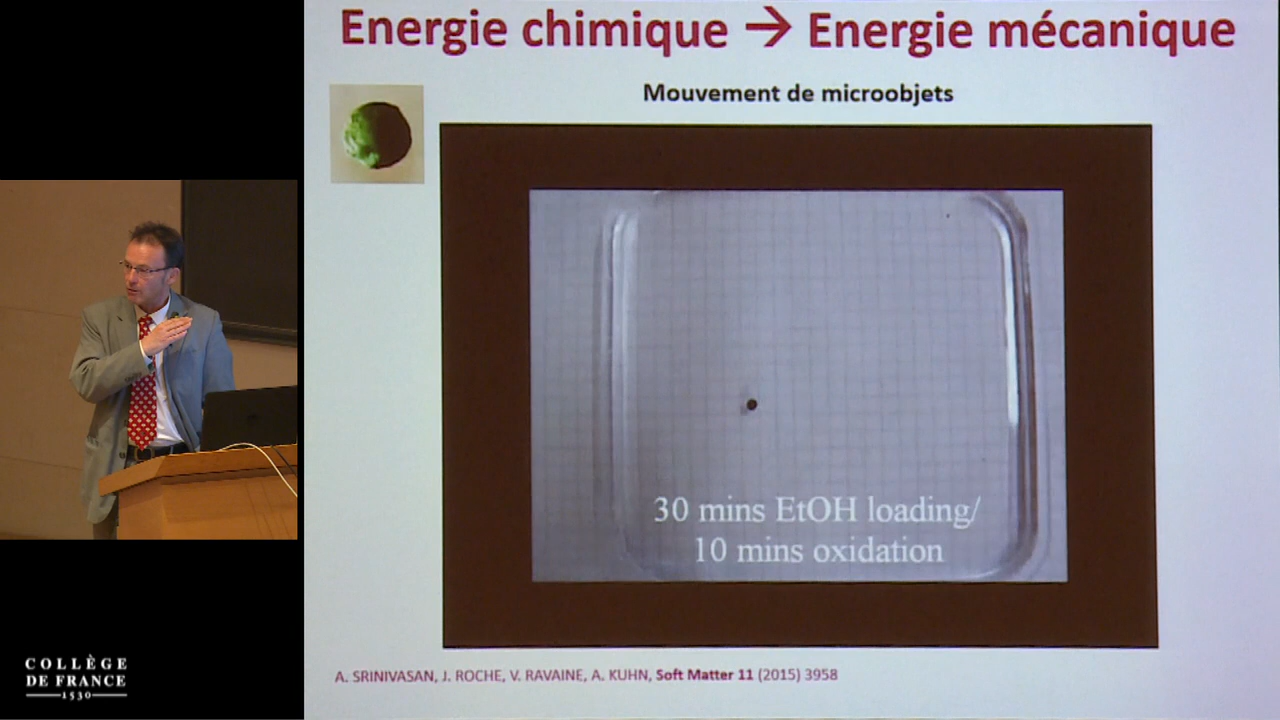 Energie chimique → Energie mécanique
Mouvement de microobjets
30 mins EtOH loading/
10 mins oxidation
A. SRINIVASAN, J. ROCHE, V. RAVAINE, A. KUHN, Soft Matter 11 (2015) 3958
COLLÈGE
DE FRANCE
1530